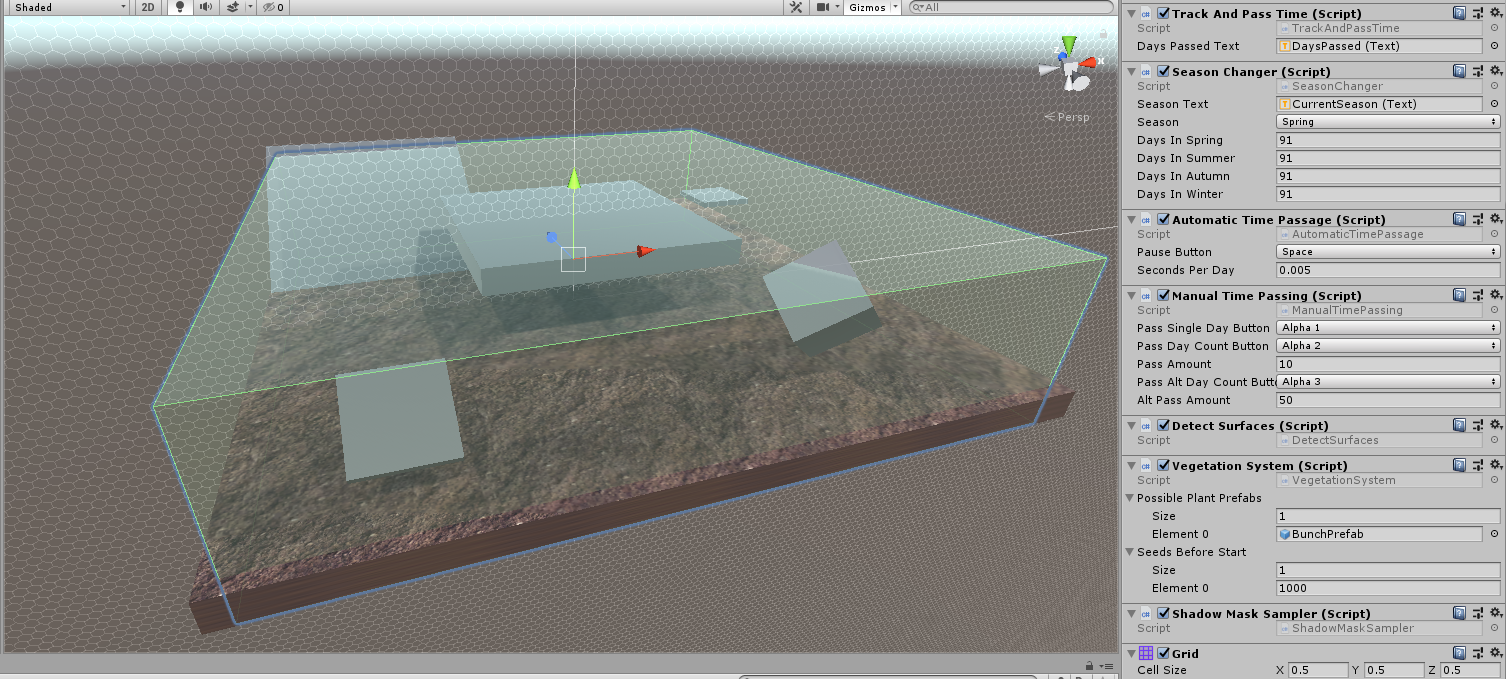 Shaded 2D 0 Gizmos All
x
z
Persp
Track And Pass Time (Script)
Script TrackAndPassTime
Days Passed Text DaysPassed (Text)
Season Changer (Script)
Script SeasonChanger
Season Text CurrentSeason (Text)
Season Spring
Days In Spring 91
Days In Summer 91
Days In Autumn 91
Days In Winter 91
Automatic Time Passage (Script)
Script AutomaticTimePassage
Pause Button Space
Seconds Per Day 0.005
Manual Time Passing (Script)
Script ManualTimePassing
Pass Single Day Button Alpha 1
Pass Day Count Button Alpha 2
Pass Amount 10
Pass Alt Day Count Butt Alpha 3
Alt Pass Amount 50
Detect Surfaces (Script)
Script DetectSurfaces
Vegetation System (Script)
Script VegetationSystem
Possible Plant Prefabs
Size 1
Element 0 BunchPrefab
Seeds Before Start
Size 1
Element 0 1000
Shadow Mask Sampler (Script)
Script ShadowMaskSampler
Grid
Cell Size X 0.5 Y 0.5 Z 0.5